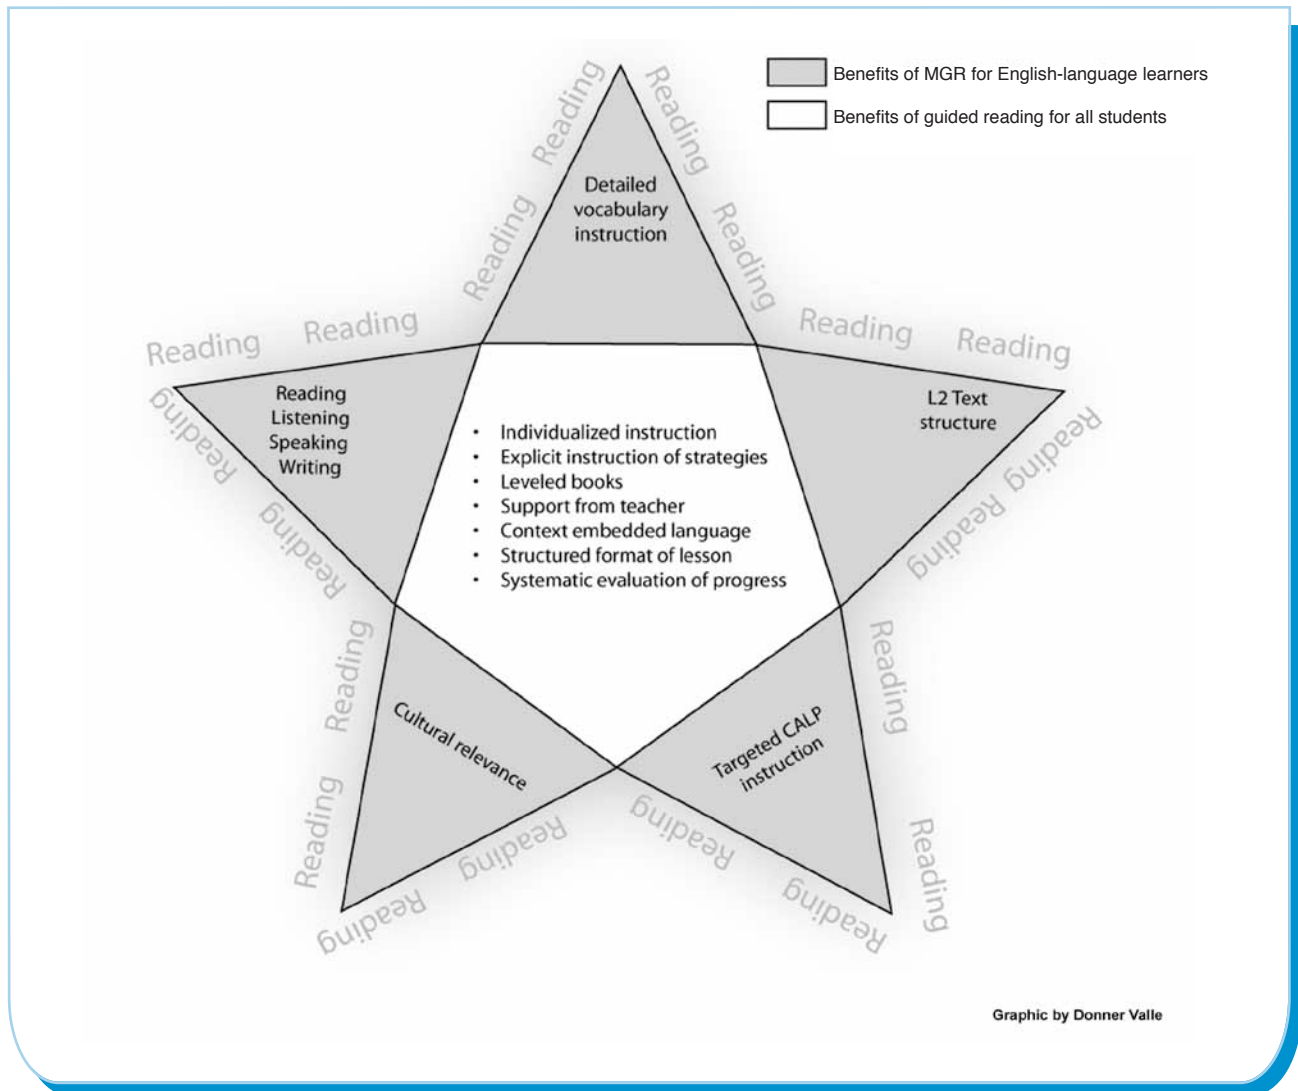 Benefits of MGR for English-language learners
Benefits of guided reading for all students
Reading
Reading
Reading
Reading
Detailed
vocabulary
instruction
Reading
Reading
Reading
Reading
Reading
Reading
Reading
Listening
Speaking
Writing
L2 Text
structure
Reading
Reading
• Individualized instruction
• Explicit instruction of strategies
• Leveled books
• Support from teacher
• Context embedded language
• Structured format of lesson
• Systematic evaluation of progress
Reading
Reading
Cultural relevance
Targeted CALP
instruction
Reading
Reading
Reading
Reading
Reading
Reading
Graphic by Donner Valle